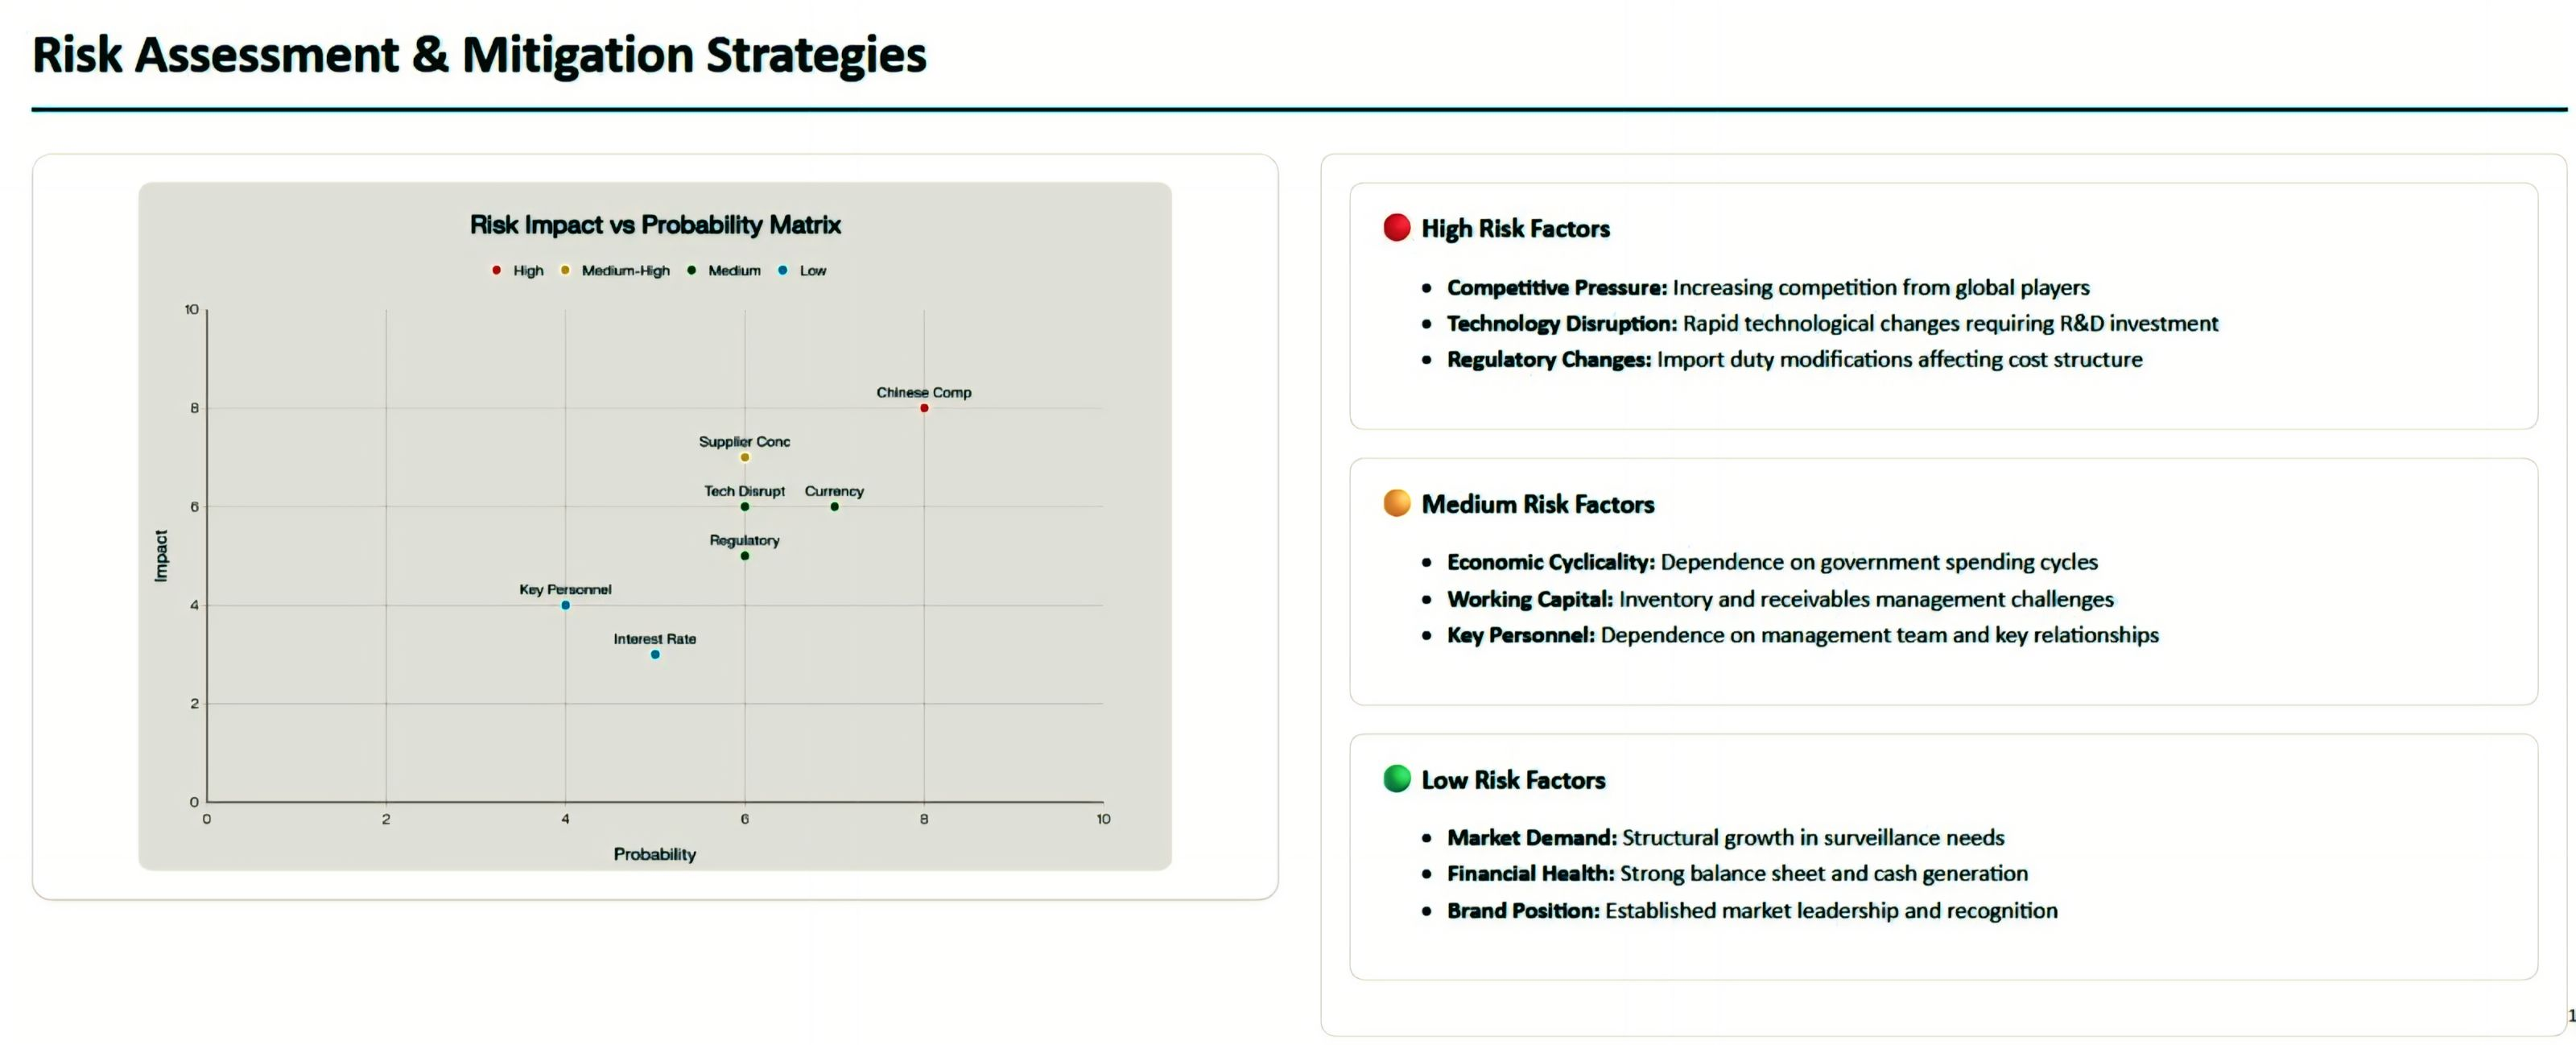 Risk Assessment & Mitigation Strategies
Risk Impact vs Probability Matrix
High Medium-High Medium Low
10
Chinese Comp
8
Supplier Conc
Tech Disrupt Currency
6
Regulatory
Impact
Key Personnel
4
Interest Rate
2
0
0 2 4 6 8 10
Probability
High Risk Factors
• Competitive Pressure: Increasing competition from global players
• Technology Disruption: Rapid technological changes requiring R&D investment
• Regulatory Changes: Import duty modifications affecting cost structure
Medium Risk Factors
• Economic Cyclicality: Dependence on government spending cycles
• Working Capital: Inventory and receivables management challenges
• Key Personnel: Dependence on management team and key relationships
Low Risk Factors
• Market Demand: Structural growth in surveillance needs
• Financial Health: Strong balance sheet and cash generation
• Brand Position: Established market leadership and recognition
1